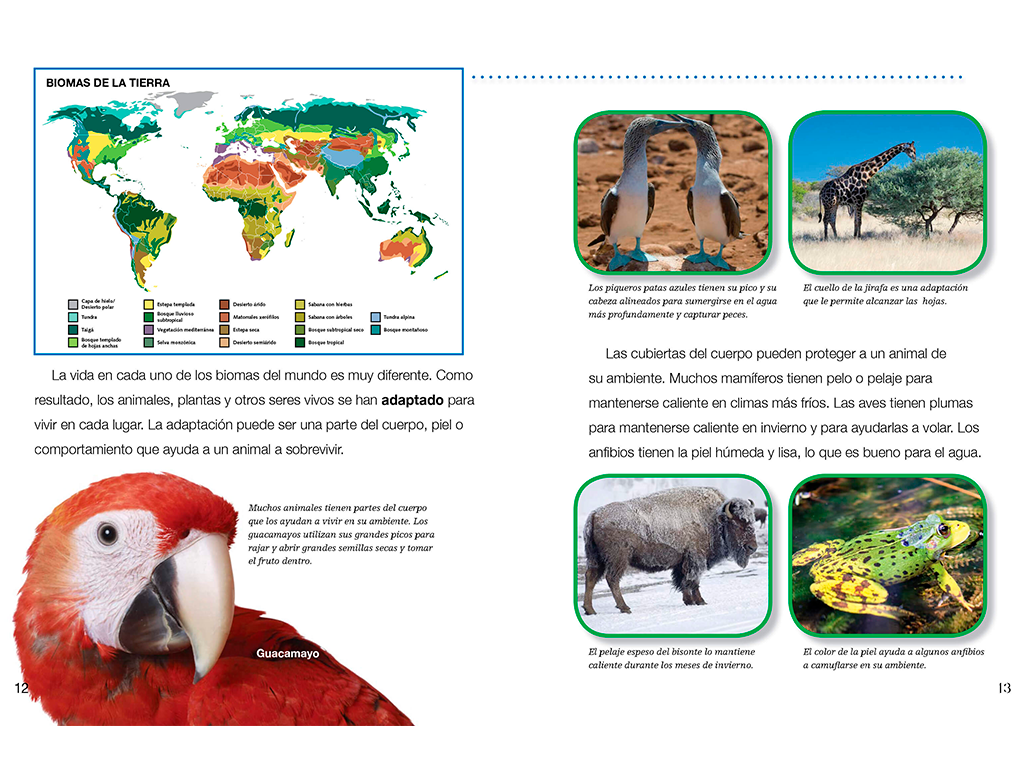 BIOMAS DE LA TIERRA
Capa de hielo/
Desierto polar
Tundra
Taigá
Bosque templado
de hojas anchas
Estepa templada
Bosque lluvioso
subtropical
Vegetación mediterránea
Selva monzónica
Desierto árido
Matorrales xerófilos
Estepa seca
Desierto semiárido
Sabana con hierbas
Sabana con árboles
Bosque subtropical seco
Bosque tropical
Tundra alpina
Bosque montañoso
La vida en cada uno de los biomas del mundo es muy diferente. Como
resultado, los animales, plantas y otros seres vivos se han adaptado para
vivir en cada lugar. La adaptación puede ser una parte del cuerpo, piel o
comportamiento que ayuda a un animal a sobrevivir.
Muchos animales tienen partes del cuerpo
que los ayudan a vivir en su ambiente. Los
guacamayos utilizan sus grandes picos para
rajar y abrir grandes semillas secas y tomar
el fruto dentro.
Guacamayo
12
Los piqueros patas azules tienen su pico y su
cabeza alineados para sumergirse en el agua
más profundamente y capturar peces.
El cuello de la jirafa es una adaptación
que le permite alcanzar las hojas.
Las cubiertas del cuerpo pueden proteger a un animal de
su ambiente. Muchos mamíferos tienen pelo o pelaje para
mantenerse caliente en climas más fríos. Las aves tienen plumas
para mantenerse caliente en invierno y para ayudarlas a volar. Los
anfibios tienen la piel húmeda y lisa, lo que es bueno para el agua.
El pelaje espeso del bisonte lo mantiene
caliente durante los meses de invierno.
El color de la piel ayuda a algunos anfibios
a camuflarse en su ambiente.
13